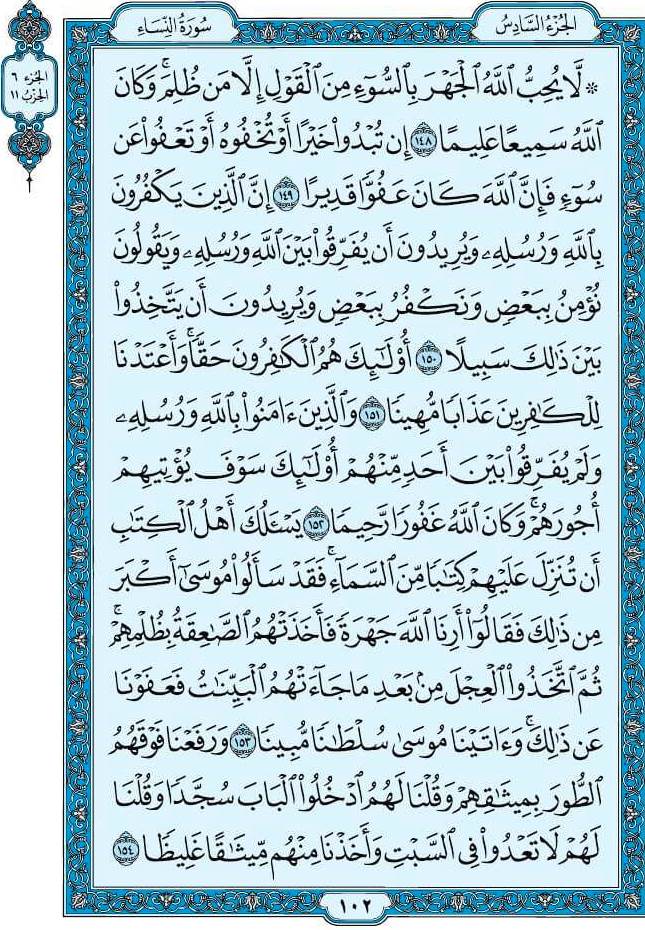 الجزء السادس
سورة النساء
الجزء ٦
الحزب ١١
۞ لَّا يُحِبُّ ٱللَّهُ ٱلْجَهْرَ بِٱلسُّوٓءِ مِنَ ٱلْقَوْلِ إِلَّا مَن ظُلِمَۚ وَكَانَ
ٱللَّهُ سَمِيعًا عَلِيمًا ١٤٨ إِن تُبْدُوا۟ خَيْرًا أَوْ تُخْفُوهُ أَوْ تَعْفُوا۟ عَن
سُوٓءٍ فَإِنَّ ٱللَّهَ كَانَ عَفُوًّا قَدِيرًا ١٤٩ إِنَّ ٱلَّذِينَ يَكْفُرُونَ
بِٱللَّهِ وَرُسُلِهِۦ وَيُرِيدُونَ أَن يُفَرِّقُوا۟ بَيْنَ ٱللَّهِ وَرُسُلِهِۦ وَيَقُولُونَ
نُؤْمِنُ بِبَعْضٍ وَنَكْفُرُ بِبَعْضٍ وَيُرِيدُونَ أَن يَتَّخِذُوا۟
بَيْنَ ذَٰلِكَ سَبِيلًا ١٥٠ أُو۟لَٰٓئِكَ هُمُ ٱلْكَٰفِرُونَ حَقًّاۚ وَأَعْتَدْنَا
لِلْكَٰفِرِينَ عَذَابًا مُّهِينًا ١٥١ وَٱلَّذِينَ ءَامَنُوا۟ بِٱللَّهِ وَرُسُلِهِۦ
وَلَمْ يُفَرِّقُوا۟ بَيْنَ أَحَدٍ مِّنْهُمْ أُو۟لَٰٓئِكَ سَوْفَ يُؤْتِيهِمْ
أُجُورَهُمْۚ وَكَانَ ٱللَّهُ غَفُورًا رَّحِيمًا ١٥٢ يَسْـَٔلُكَ أَهْلُ ٱلْكِتَٰبِ
أَن تُنَزِّلَ عَلَيْهِمْ كِتَٰبًا مِّنَ ٱلسَّمَآءِۚ فَقَدْ سَأَلُوا۟ مُوسَىٰٓ أَكْبَرَ
مِن ذَٰلِكَ فَقَالُوٓا۟ أَرِنَا ٱللَّهَ جَهْرَةً فَأَخَذَتْهُمُ ٱلصَّٰعِقَةُ بِظُلْمِهِمْۚ
ثُمَّ ٱتَّخَذُوا۟ ٱلْعِجْلَ مِنۢ بَعْدِ مَا جَآءَتْهُمُ ٱلْبَيِّنَٰتُ فَعَفَوْنَا
عَن ذَٰلِكَۚ وَءَاتَيْنَا مُوسَىٰ سُلْطَٰنًا مُّبِينًا ١٥٣ وَرَفَعْنَا فَوْقَهُمُ
ٱلطُّورَ بِمِيثَٰقِهِمْ وَقُلْنَا لَهُمُ ٱدْخُلُوا۟ ٱلْبَابَ سُجَّدًا وَقُلْنَا
لَهُمْ لَا تَعْدُوا۟ فِى ٱلسَّبْتِ وَأَخَذْنَا مِنْهُم مِّيثَٰقًا غَلِيظًا ١٥٤
١٠٢